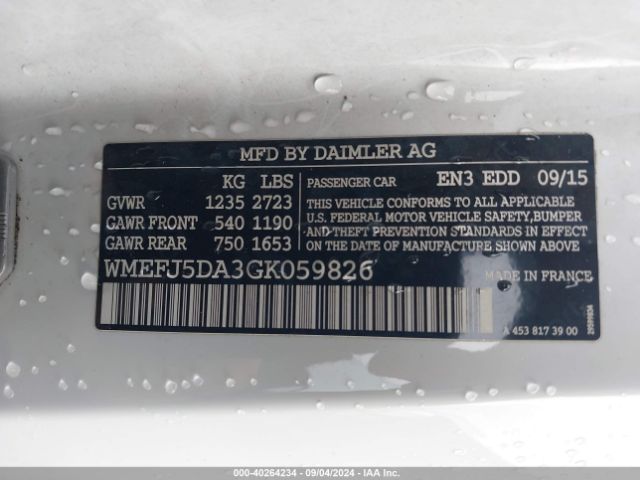 MFD BY DAIMLER AG
KG LBS PASSENGER CAR EN3 EDD 09/15
GVWR 1235 2723 THIS VEHICLE CONFORMS TO ALL APPLICABLE
GAWR FRONT 540 1190 U.S. FEDERAL MOTOR VEHICLE SAFETY, BUMPER
GAWR REAR 750 1653 AND THEFT PREVENTION STANDARDS IN EFFECT
ON THE DATE OF MANUFACTURE SHOWN ABOVE
WMEFJ5DA3GK059826 MADE IN FRANCE
A 453 817 39 00
000-40264234 - 09/04/2024 - IAAI.COM